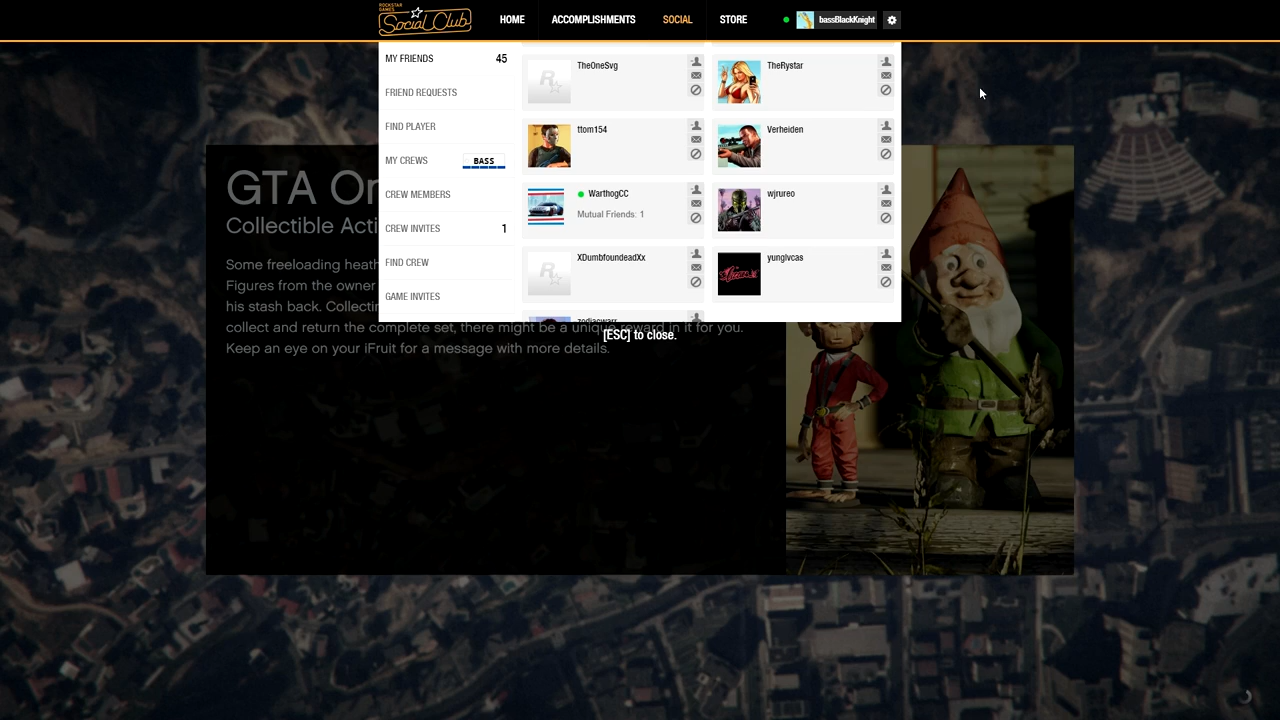 ROCKSTAR GAMES
Social Club
HOME
ACCOMPLISHMENTS
SOCIAL
STORE
bassBlackKnight
MY FRIENDS 45
FRIEND REQUESTS
FIND PLAYER
MY CREWS BASS
CREW MEMBERS
CREW INVITES 1
FIND CREW
GAME INVITES
TheOneSvg
TheRystar
ttom154
Verheiden
WarthogCC
Mutual Friends: 1
wjrureo
XDumbfoundeadXx
yunglvcas
zodiacwarr
GTA On
Collectible Acti
Some freeloading heath
Figures from the owner
his stash back. Collectin
collect and return the complete set, there might be a unique reward in it for you.
Keep an eye on your iFruit for a message with more details.
[ESC] to close.